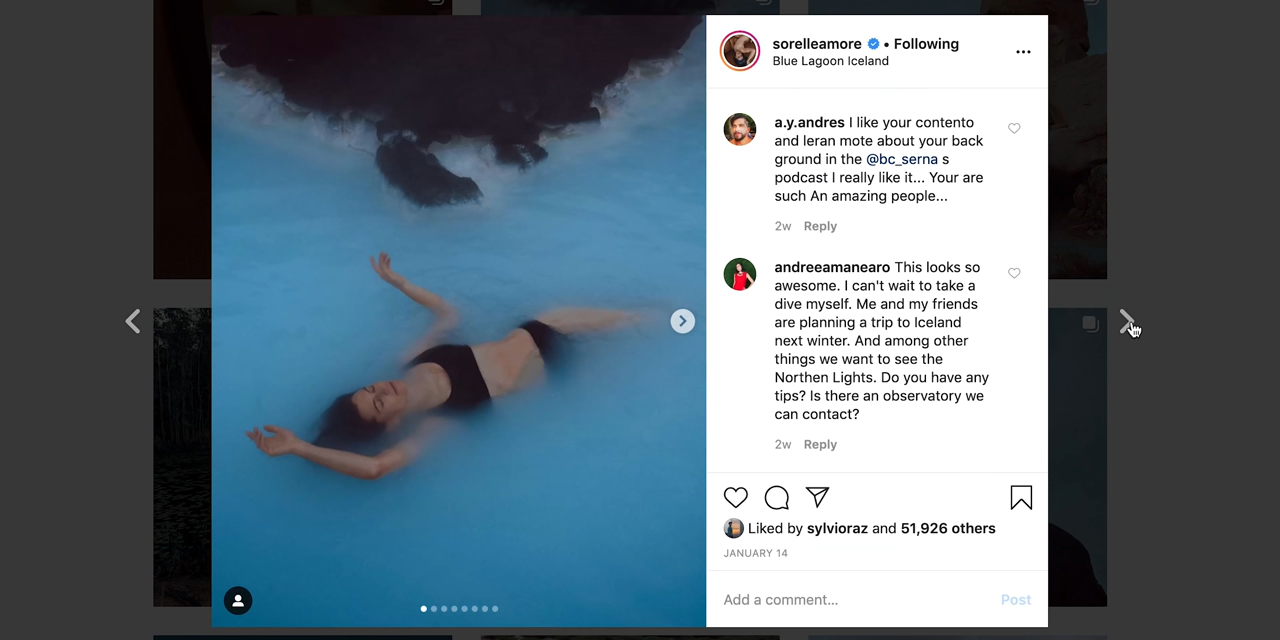 sorelleamore • Following
Blue Lagoon Iceland
a.y.andres I like your contento
and leran mote about your back
ground in the @bc_serna s
podcast I really like it... Your are
such An amazing people...
2w Reply
andreeamanearo This looks so
awesome. I can't wait to take a
dive myself. Me and my friends
are planning a trip to Iceland
next winter. And among other
things we want to see the
Northen Lights. Do you have any
tips? Is there an observatory we
can contact?
2w Reply
Liked by sylvioraz and 51,926 others
JANUARY 14
Add a comment... Post